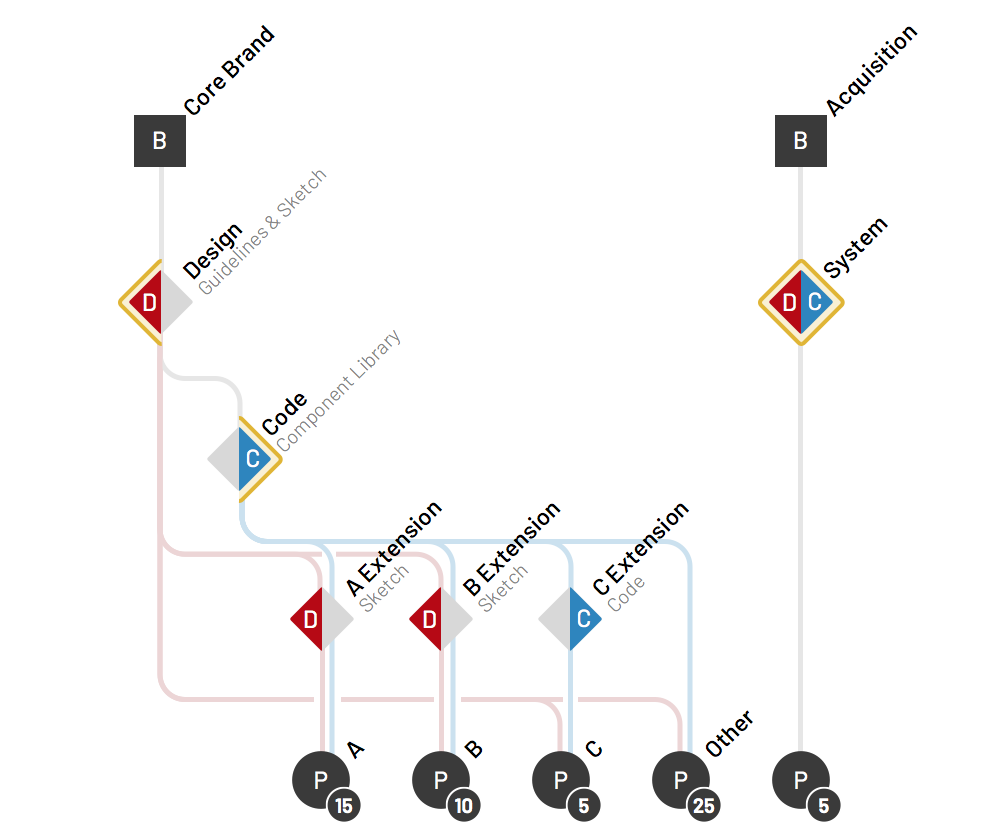 Core Brand
B
Acquisition
B
Design
Guidelines & Sketch
D
System
D C
Code
Component Library
C
A Extension
Sketch
D
B Extension
Sketch
D
C Extension
Code
C
A
P
15
B
P
10
C
P
5
Other
P
25
P
5